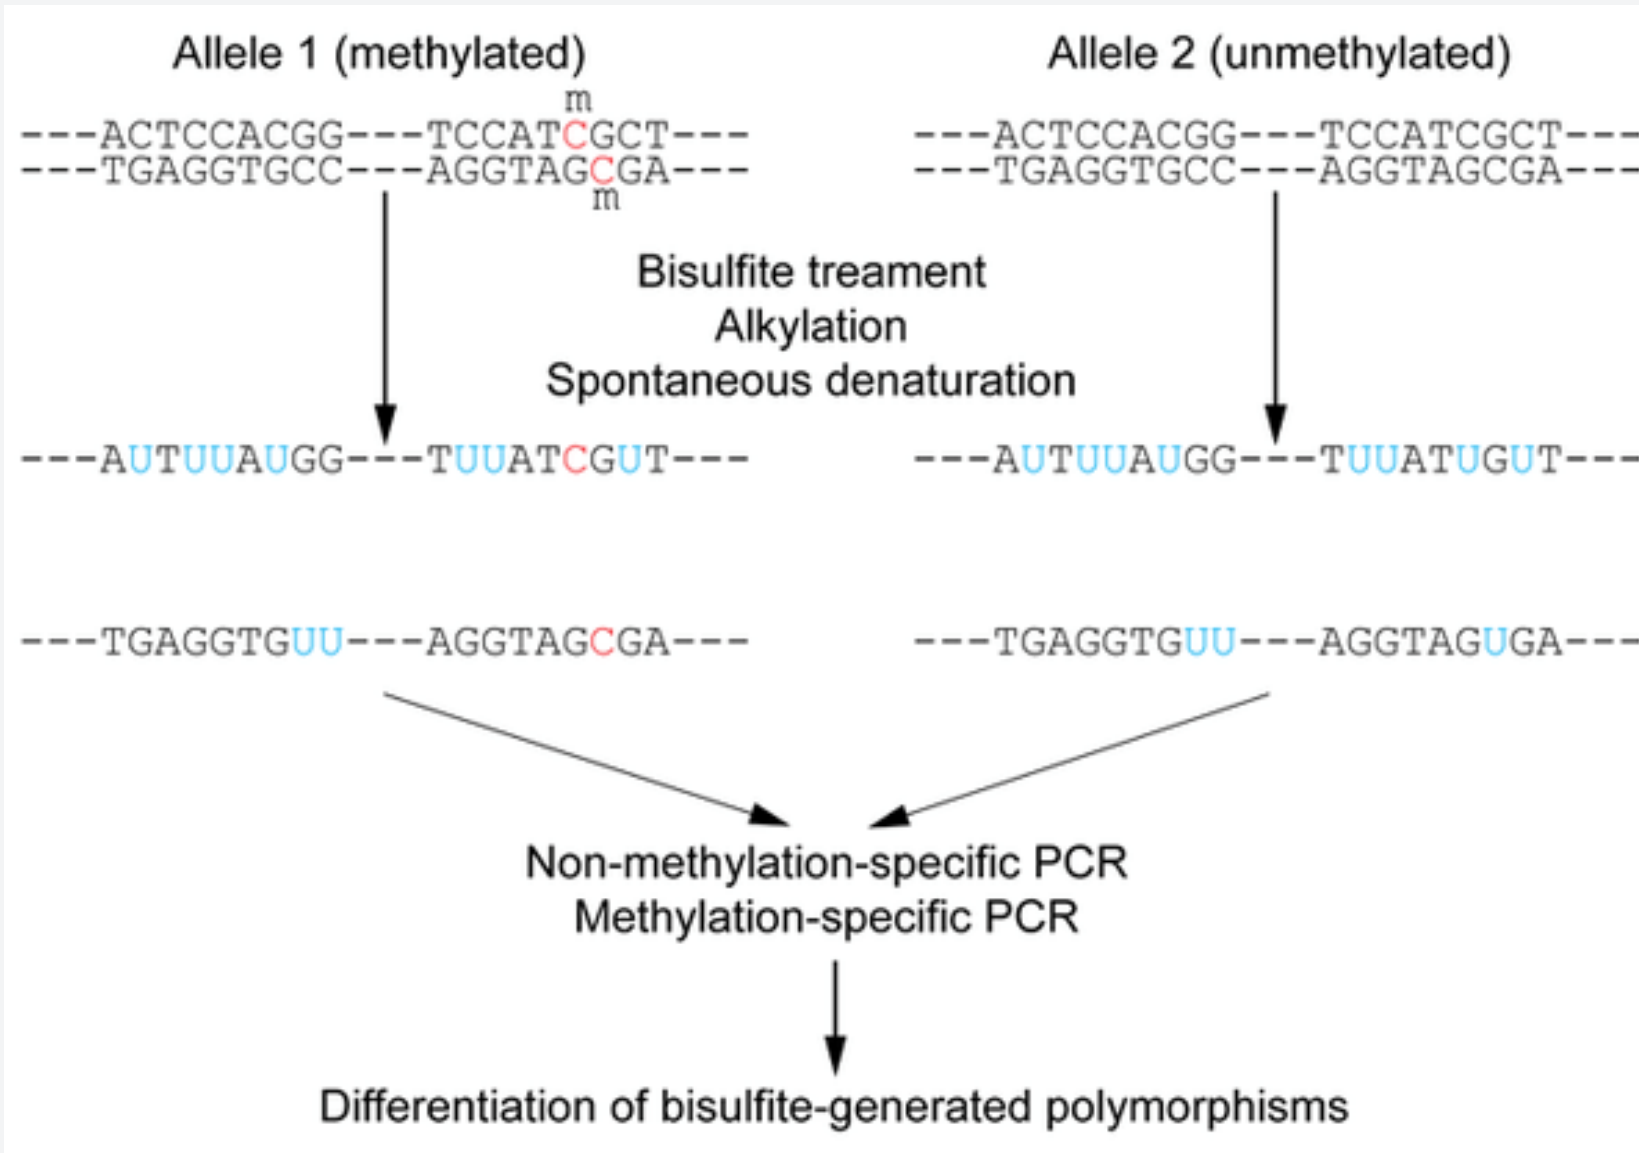 Allele 1 (methylated) Allele 2 (unmethylated)
m
---ACTCCACGG---TCCATCGCT--- ---ACTCCACGG---TCCATCGCT---
---TGAGGTGCC---AGGTAGCGA--- ---TGAGGTGCC---AGGTAGCGA---
m
Bisulfite treament
Alkylation
Spontaneous denaturation
---AUTUUAUGG---TUUATCGUT--- ---AUTUUAUGG---TUUATUGUT---
---TGAGGTGUU---AGGTAGCGA--- ---TGAGGTGUU---AGGTAGUGA---
Non-methylation-specific PCR
Methylation-specific PCR
Differentiation of bisulfite-generated polymorphisms